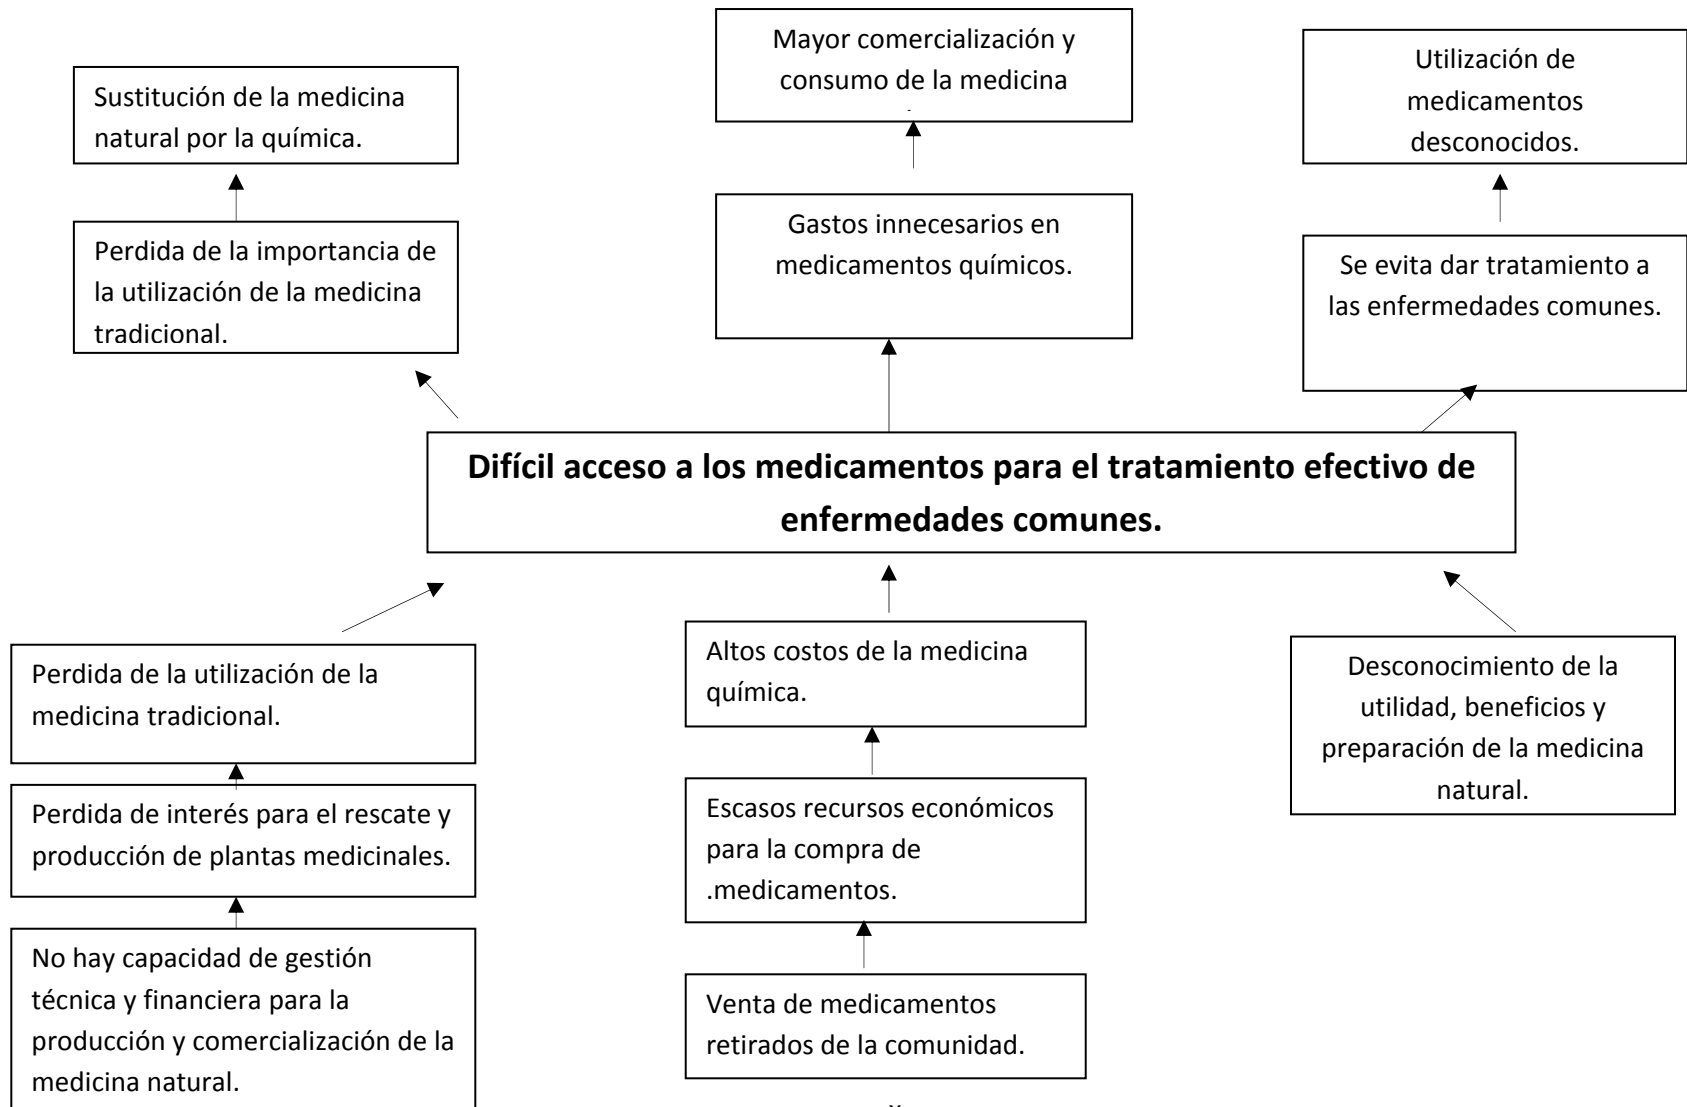 Mayor comercialización y
consumo de la medicina
Sustitución de la medicina
natural por la química.
Utilización de
medicamentos
desconocidos.
Perdida de la importancia de
la utilización de la medicina
tradicional.
Gastos innecesarios en
medicamentos químicos.
Se evita dar tratamiento a
las enfermedades comunes.
Difícil acceso a los medicamentos para el tratamiento efectivo de
enfermedades comunes.
Perdida de la utilización de la
medicina tradicional.
Altos costos de la medicina
química.
Desconocimiento de la
utilidad, beneficios y
preparación de la medicina
natural.
Perdida de interés para el rescate y
producción de plantas medicinales.
Escasos recursos económicos
para la compra de
.medicamentos.
No hay capacidad de gestión
técnica y financiera para la
producción y comercialización de la
medicina natural.
Venta de medicamentos
retirados de la comunidad.